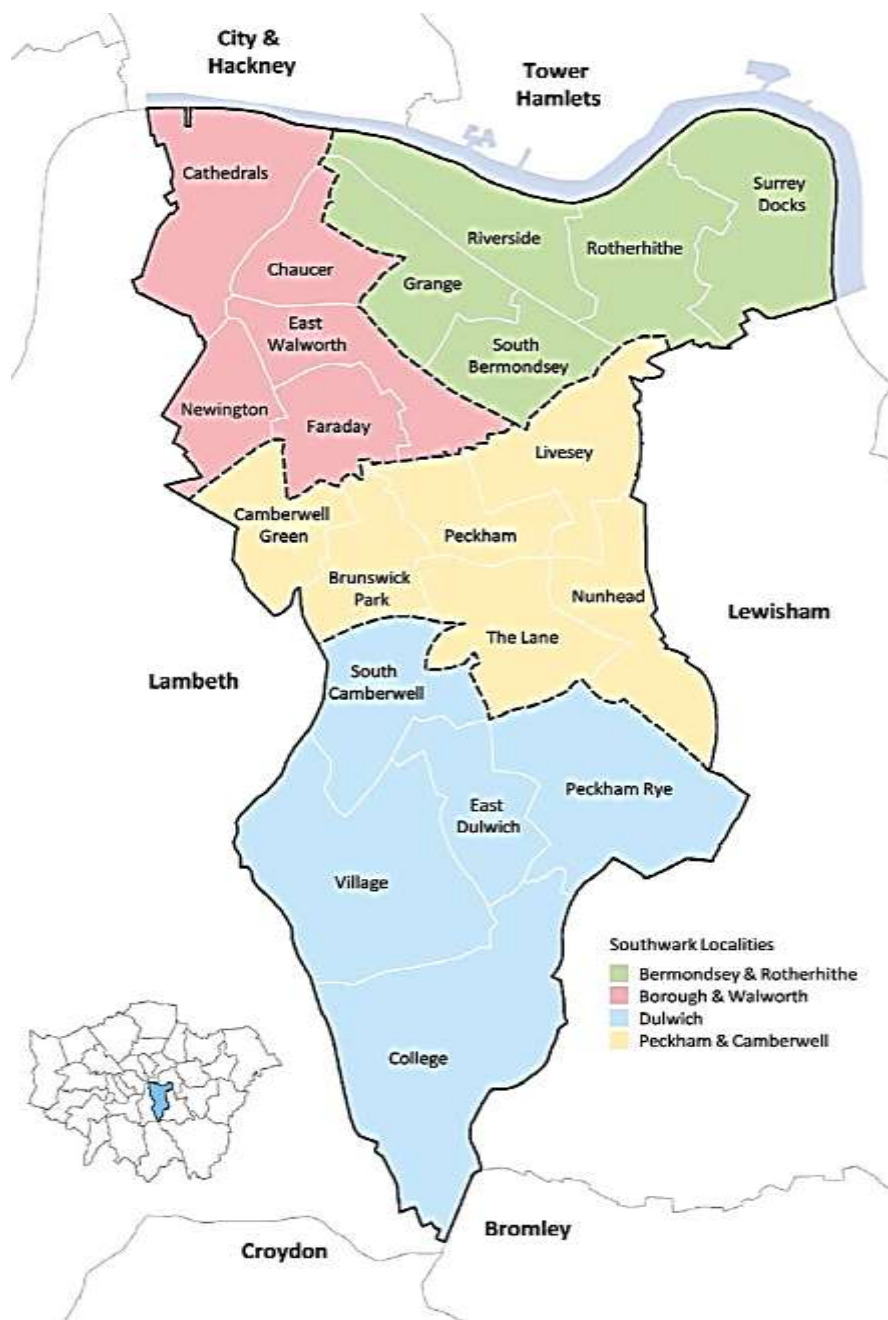 City &
Hackney
Tower
Hamlets
Cathedrals
Surrey
Docks
Riverside
Rotherhithe
Chaucer
Grange
East
Walworth
South
Bermondsey
Newington
Faraday
Livesey
Camberwell
Green
Peckham
Brunswick
Park
Nunhead
The Lane
Lewisham
Lambeth
South
Camberwell
Peckham Rye
East
Dulwich
Village
Southwark Localities
Bermondsey & Rotherhithe
Borough & Walworth
Dulwich
Peckham & Camberwell
College
Bromley
Croydon